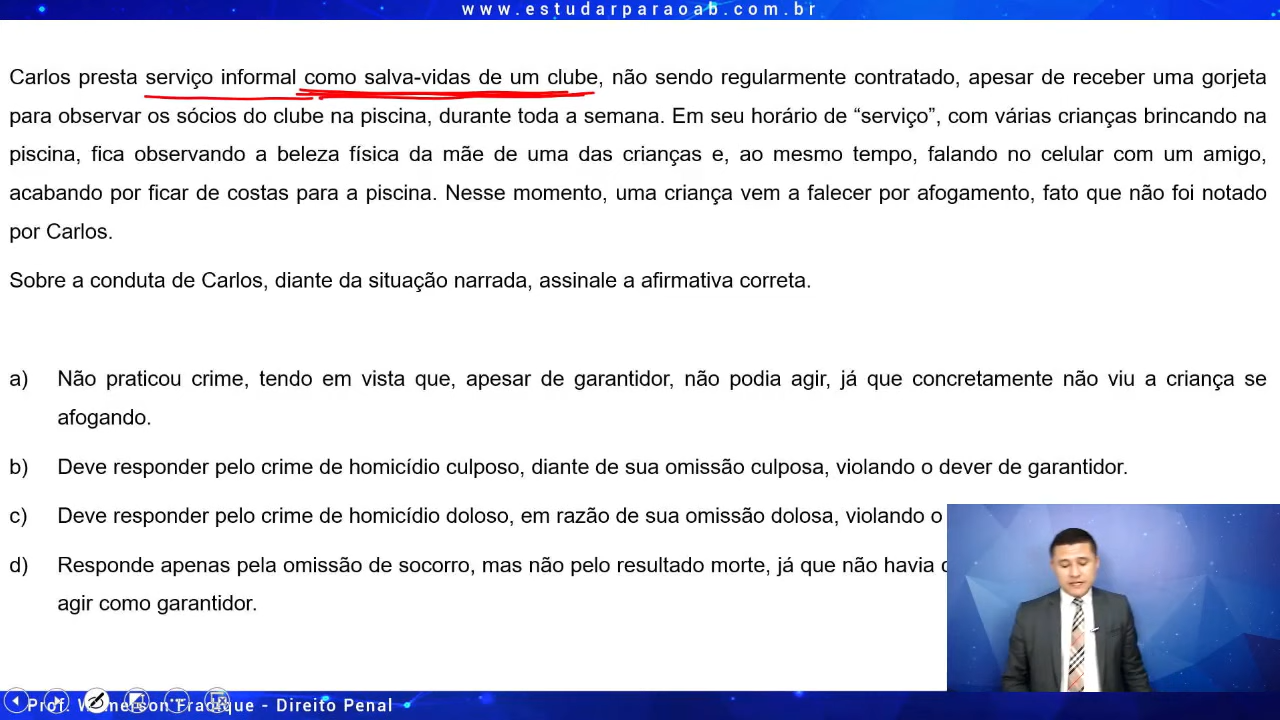 www.estudarparaoab.com.br
Carlos presta serviço informal como salva-vidas de um clube, não sendo regularmente contratado, apesar de receber uma gorjeta
para observar os sócios do clube na piscina, durante toda a semana. Em seu horário de “serviço”, com várias crianças brincando na
piscina, fica observando a beleza física da mãe de uma das crianças e, ao mesmo tempo, falando no celular com um amigo,
acabando por ficar de costas para a piscina. Nesse momento, uma criança vem a falecer por afogamento, fato que não foi notado
por Carlos.
Sobre a conduta de Carlos, diante da situação narrada, assinale a afirmativa correta.
a) Não praticou crime, tendo em vista que, apesar de garantidor, não podia agir, já que concretamente não viu a criança se
afogando.
b) Deve responder pelo crime de homicídio culposo, diante de sua omissão culposa, violando o dever de garantidor.
c) Deve responder pelo crime de homicídio doloso, em razão de sua omissão dolosa, violando o
d) Responde apenas pela omissão de socorro, mas não pelo resultado morte, já que não havia
agir como garantidor.
Prof. - Direito Penal